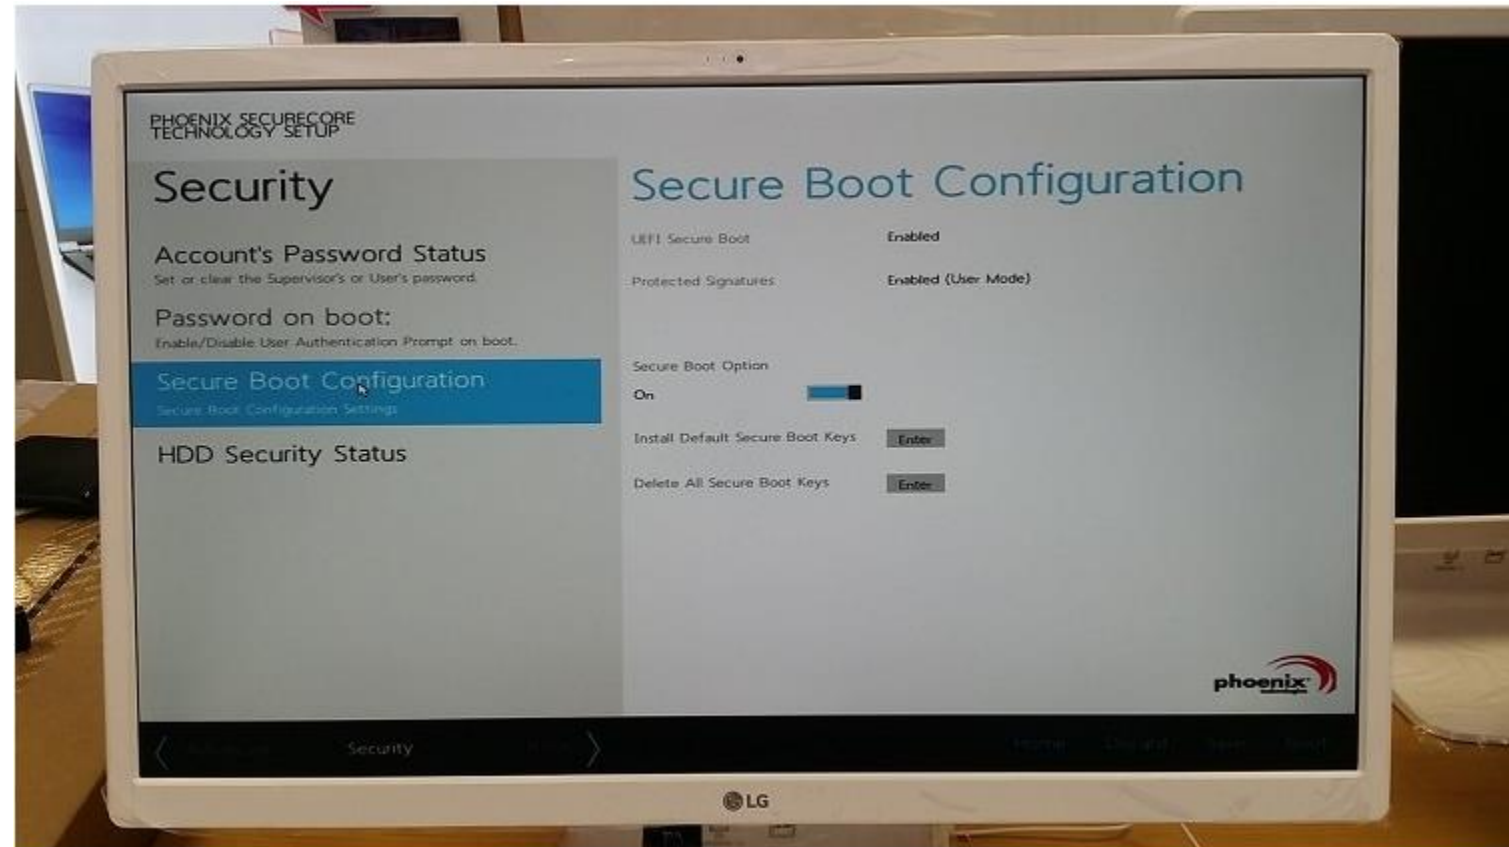 PHOENIX SECURECORE
TECHNOLOGY SETUP
Security
Account's Password Status
Set or clear the Supervisor's or User's password.
Password on boot:
Enable/Disable User Authentication Prompt on boot.
Secure Boot Configuration
Secure Boot Configuration Settings
HDD Security Status
Secure Boot Configuration
UEFI Secure Boot Enabled
Protected Signatures Enabled (User Mode)
Secure Boot Option
On
Install Default Secure Boot Keys Enter
Delete All Secure Boot Keys Enter
phoenix
Security
Home Discard Save
LG